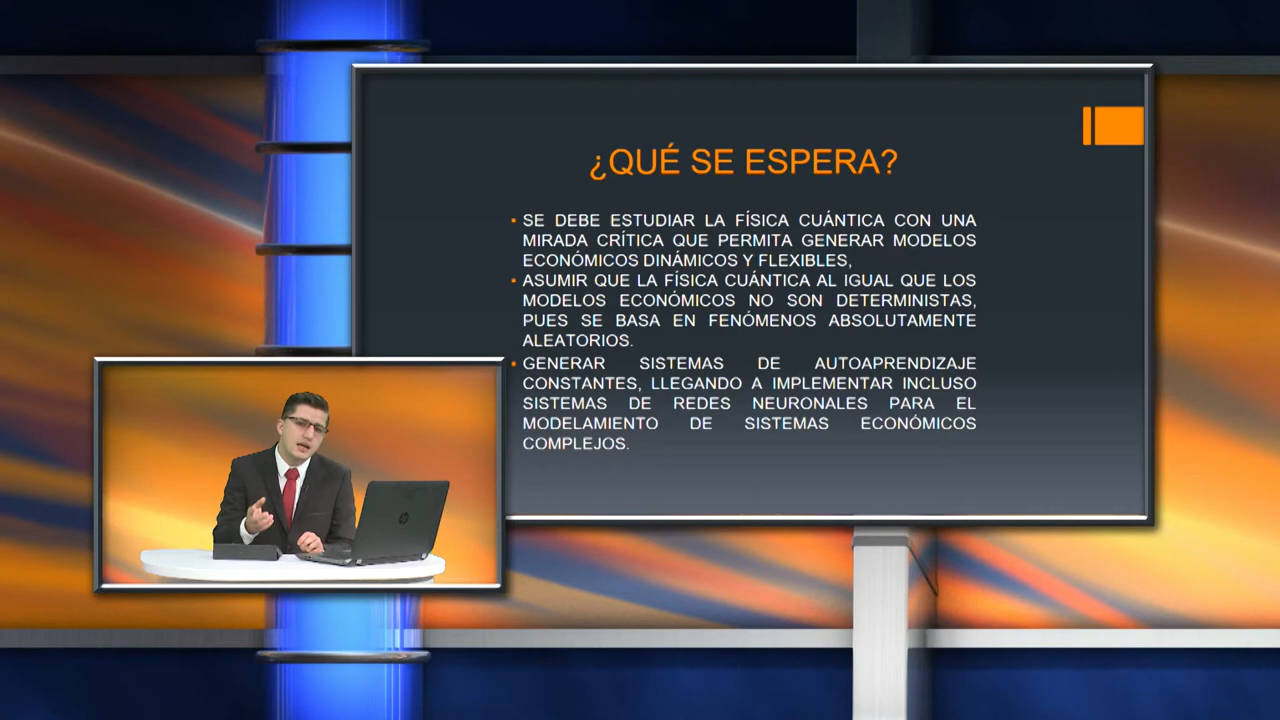 ¿QUÉ SE ESPERA?
• SE DEBE ESTUDIAR LA FÍSICA CUÁNTICA CON UNA
MIRADA CRÍTICA QUE PERMITA GENERAR MODELOS
ECONÓMICOS DINÁMICOS Y FLEXIBLES,
• ASUMIR QUE LA FÍSICA CUÁNTICA AL IGUAL QUE LOS
MODELOS ECONÓMICOS NO SON DETERMINISTAS,
PUES SE BASA EN FENÓMENOS ABSOLUTAMENTE
ALEATORIOS.
• GENERAR SISTEMAS DE AUTOAPRENDIZAJE
CONSTANTES, LLEGANDO A IMPLEMENTAR INCLUSO
SISTEMAS DE REDES NEURONALES PARA EL
MODELAMIENTO DE SISTEMAS ECONÓMICOS
COMPLEJOS.
hp